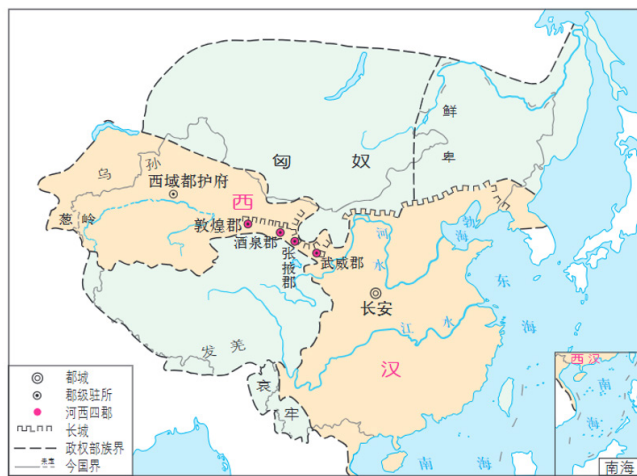 匈 奴
鲜
卑
乌 孙
西域都护府
葱 岭
西
敦煌郡
酒泉郡
张掖郡
武威郡
河
水
渤
海
长安
东
海
江 水
发 羌
汉
哀
牢
都城
郡级驻所
河西四郡
长城
政权部族界
今国界
西 汉
南
海
南海